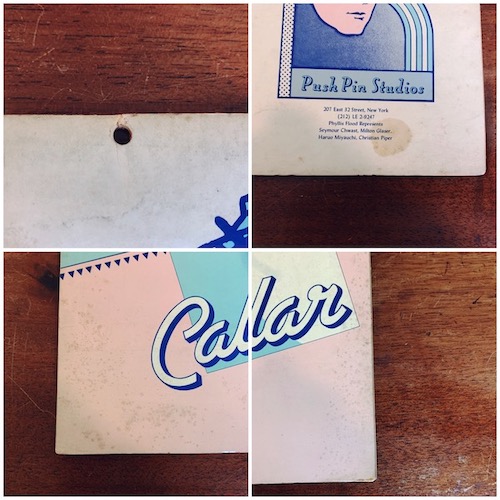 Push Pin Studios
207 East 32 Street, New York
(212) LE 2-9247
Phyllis Flood Represents
Seymour Chwast, Milton Glaser,
Haruo Miyauchi, Christian Piper
Callar